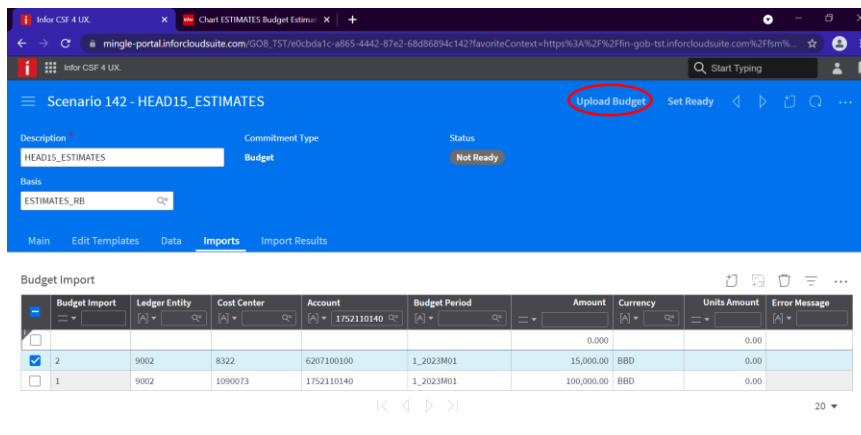 Infor CSF 4 UX.
Chart ESTIMATES Budget Estimat
mingle-portal.inforcloudsuite.com/GOB_TST/e0cbda1c-a865-4442-87e2-68d86894c142?favoriteContext=https%3A%2F%2Ffin-gob-tst.inforcloudsuite.com%2Ffsm%...
Infor CSF 4 UX.
Start Typing
Scenario 142 - HEAD15_ESTIMATES
Upload Budget
Set Ready
Description *
Commitment Type
Status
HEAD15_ESTIMATES
Budget
Not Ready
Basis
ESTIMATES_RB
Main Edit Templates Data Imports Import Results
Budget Import
Budget Import Ledger Entity Cost Center Account Budget Period Amount Currency Units Amount Error Message
= [A] [A] [A] 1752110140 [A] = [A] = [A]
0.000 0.00
2 9002 8322 6207100100 1_2023M01 15,000.00 BBD 0.00
1 9002 1090073 1752110140 1_2023M01 100,000.00 BBD 0.00
20